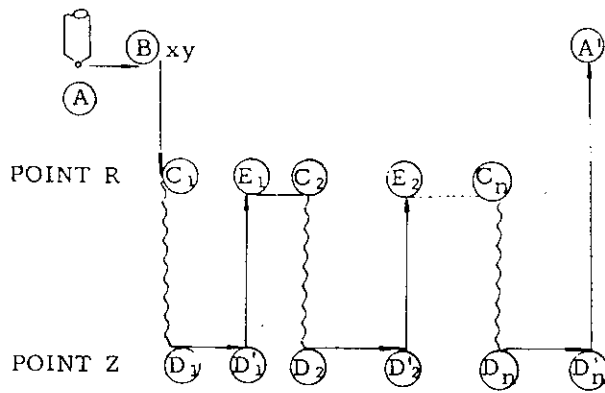 B xy A'
A
POINT R C₁ E₁ C₂ E₂ Cₙ
POINT Z D₁ D'₁ D₂ D'₂ Dₙ D'ₙ